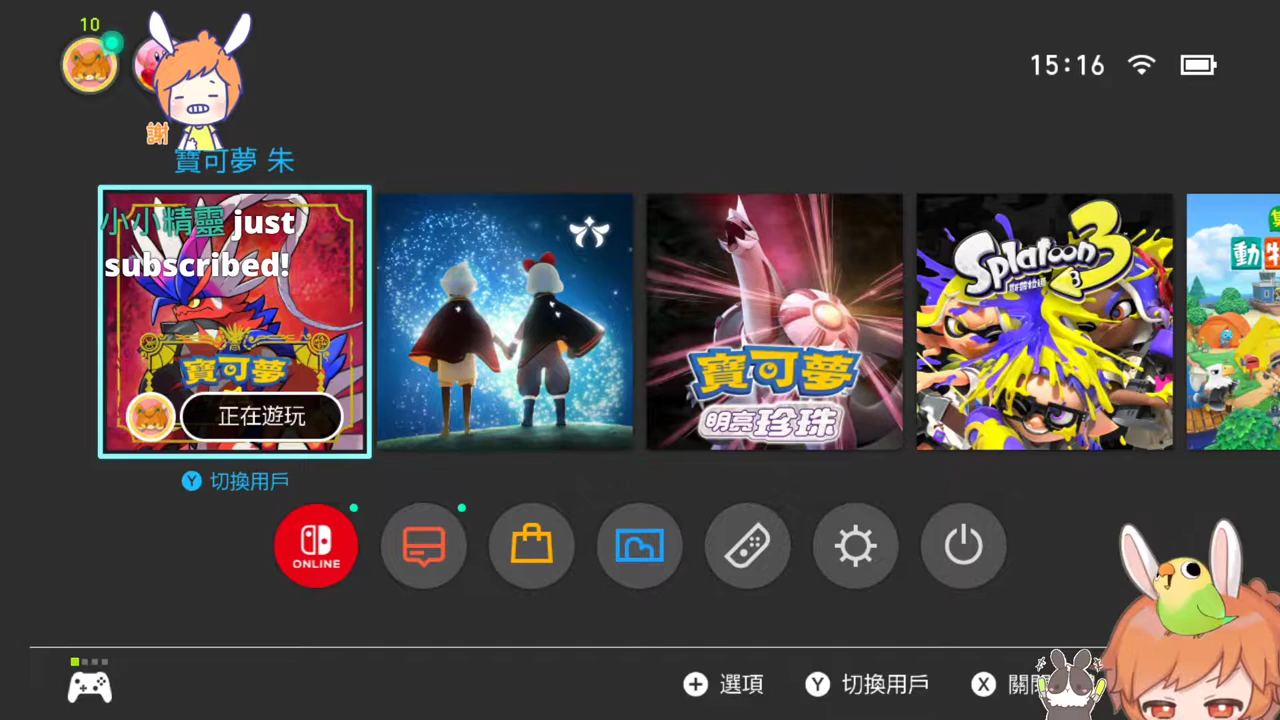 10
15:16
謝
寶可夢 朱
小小精靈 just
subscribed!
寶可夢
正在遊玩
寶可夢
明亮珍珠
Splatoon 3
動
切換用戶
ONLINE
選項
切換用戶
關閉